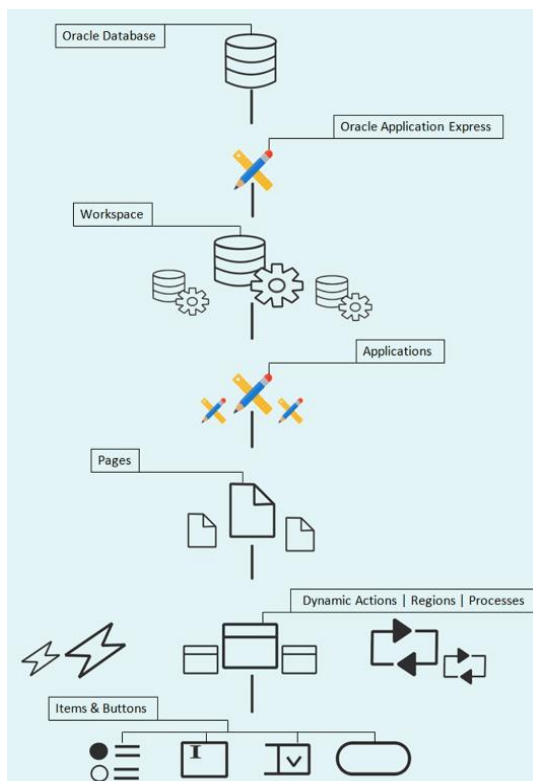 Oracle Database
Oracle Application Express
Workspace
Applications
Pages
Dynamic Actions | Regions | Processes
Items & Buttons